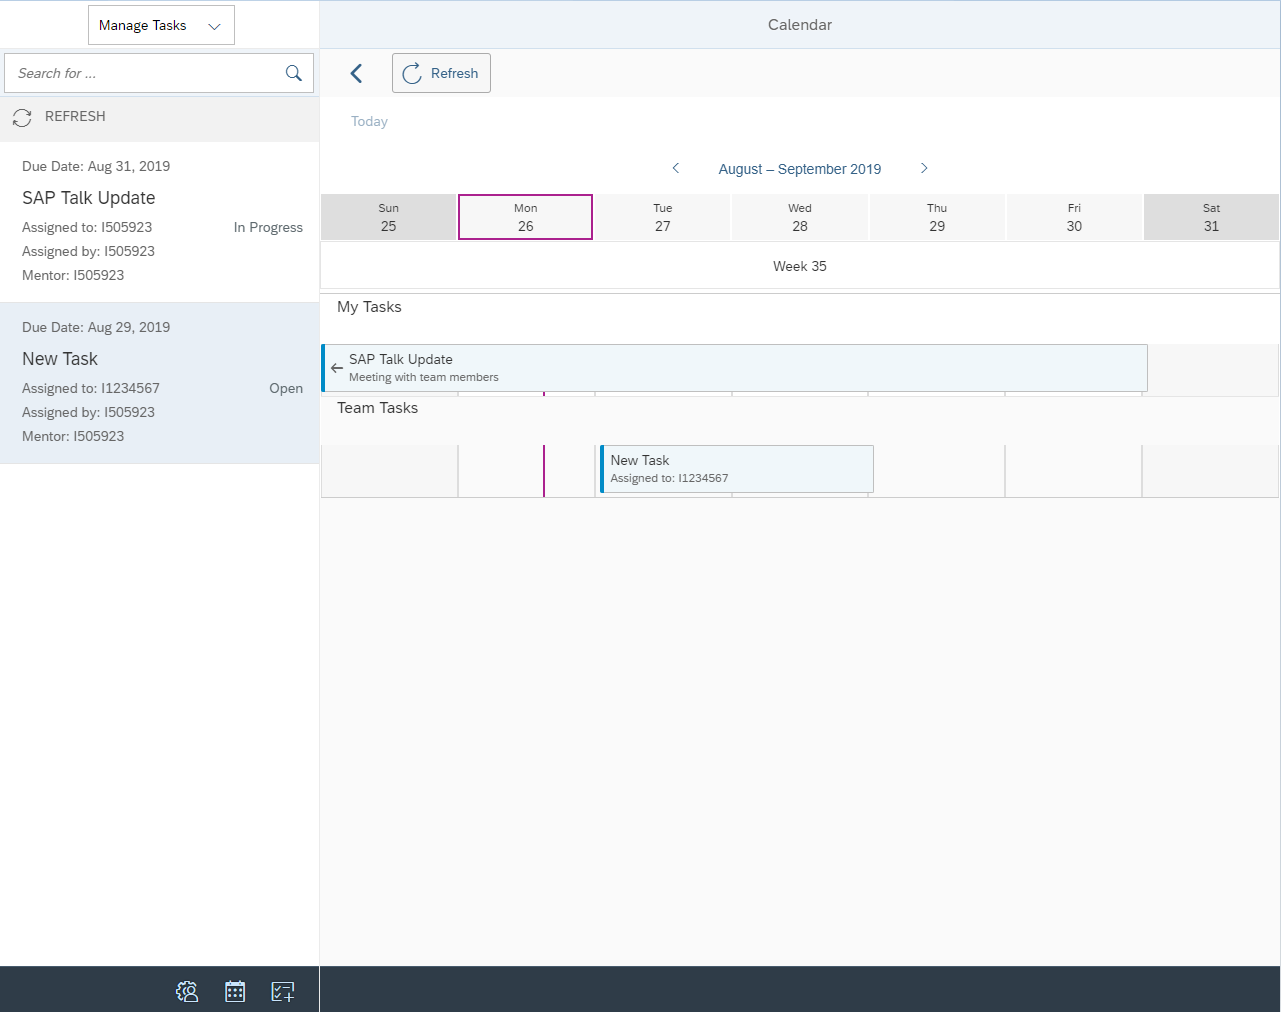 Manage Tasks
Search for ...
REFRESH
Due Date: Aug 31, 2019
SAP Talk Update
Assigned to: I505923 In Progress
Assigned by: I505923
Mentor: I505923
Due Date: Aug 29, 2019
New Task
Assigned to: I1234567 Open
Assigned by: I505923
Mentor: I505923
Calendar
Refresh
Today
August – September 2019
Sun Mon Tue Wed Thu Fri Sat
25 26 27 28 29 30 31
Week 35
My Tasks
SAP Talk Update
Meeting with team members
Team Tasks
New Task
Assigned to: I1234567